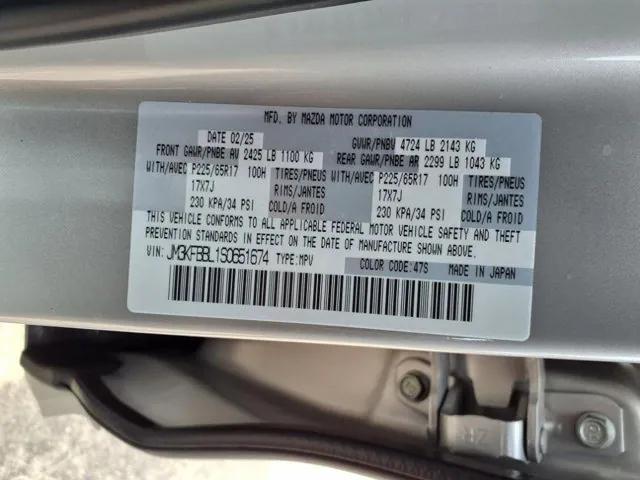 MFD. BY MAZDA MOTOR CORPORATION
DATE 02/25 GVWR/PNBV 4724 LB 2143 KG
FRONT GAWR/PNBE AV 2425 LB 1100 KG REAR GAWR/PNBE AR 2299 LB 1043 KG
WITH/AVEC P225/65R17 100H TIRES/PNEUS WITH/AVEC P225/65R17 100H TIRES/PNEUS
17X7J RIMS/JANTES 17X7J RIMS/JANTES
230 KPA/34 PSI COLD/A FROID 230 KPA/34 PSI COLD/A FROID
THIS VEHICLE CONFORMS TO ALL APPLICABLE FEDERAL MOTOR VEHICLE SAFETY AND THEFT
PREVENTION STANDARDS IN EFFECT ON THE DATE OF MANUFACTURE SHOWN ABOVE.
VIN: JM3KFBBL1S0651674 TYPE:MPV COLOR CODE:47S MADE IN JAPAN